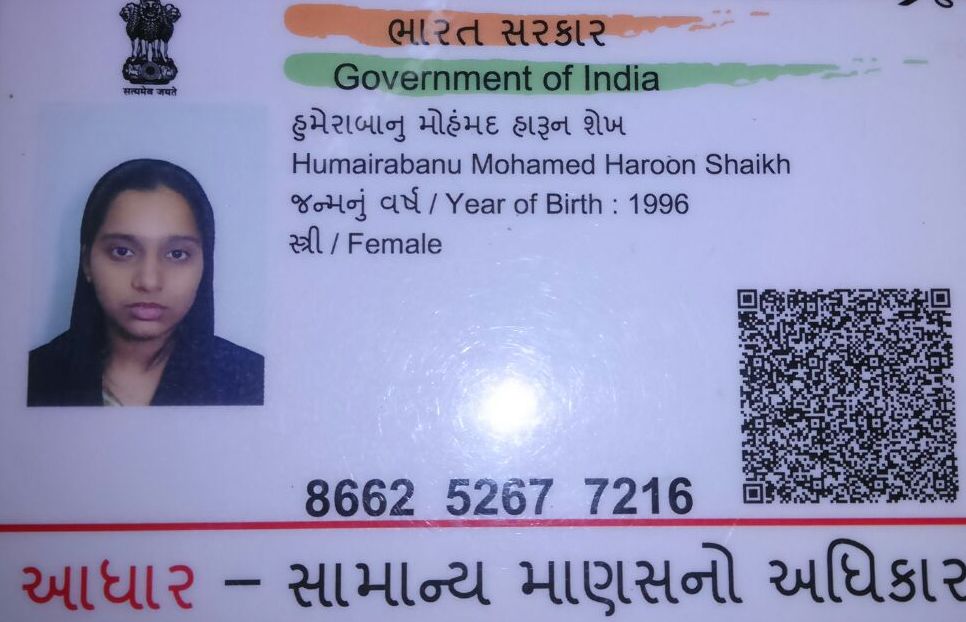 ભારત સરકાર
Government of India
सत्यमेव जयते
હુમેરાબાનુ મોહંમદ હારૂન શેખ
Humairabanu Mohamed Haroon Shaikh
જન્મનું વર્ષ / Year of Birth : 1996
સ્ત્રી / Female
8662 5267 7216
આધાર – સામાન્ય માણસનો અધિકાર